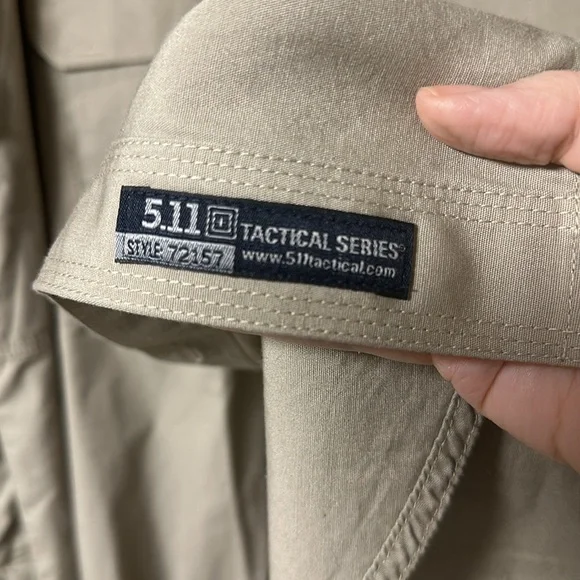 5.11 TACTICAL SERIES®
STYLE 72157 www.511tactical.com